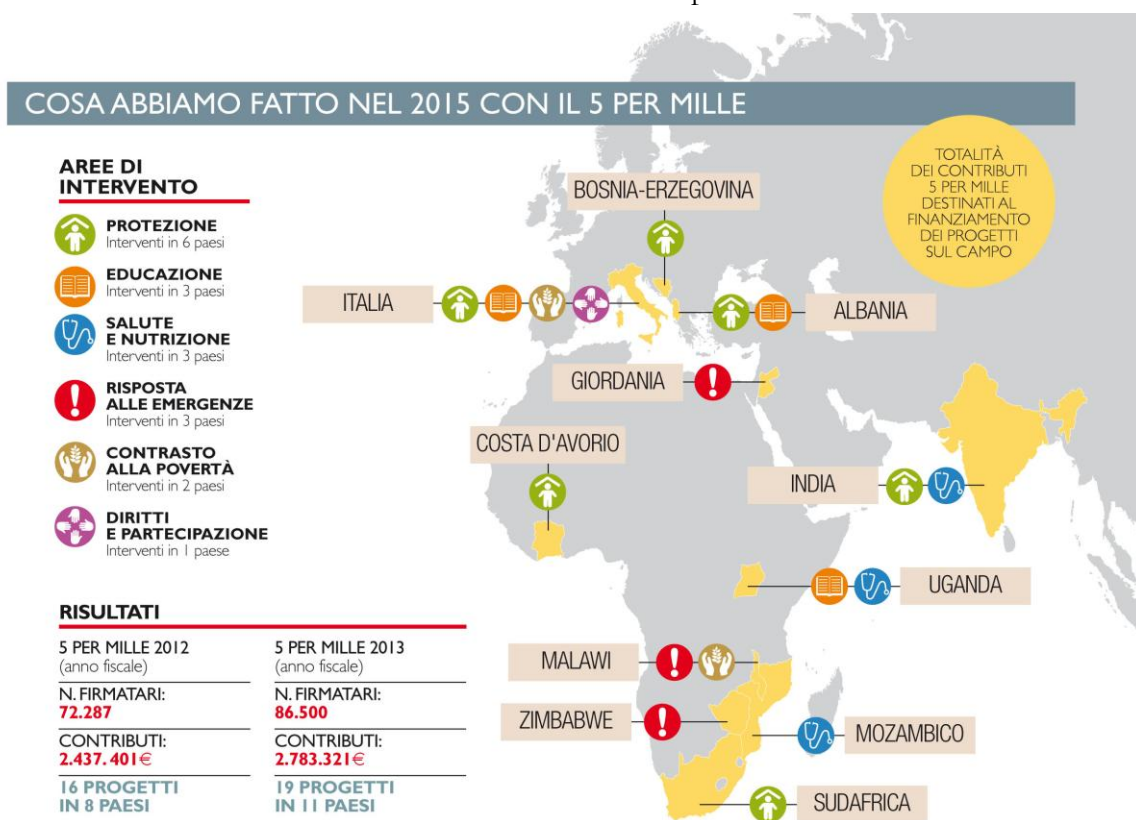 COSA ABBIAMO FATTO NEL 2015 CON IL 5 PER MILLE
AREE DI
INTERVENTO
PROTEZIONE
Interventi in 6 paesi
EDUCAZIONE
Interventi in 3 paesi
SALUTE
E NUTRIZIONE
Interventi in 3 paesi
RISPOSTA
ALLE EMERGENZE
Interventi in 3 paesi
CONTRASTO
ALLA POVERTÀ
Interventi in 2 paesi
DIRITTI
E PARTECIPAZIONE
Interventi in 1 paese
TOTALITÀ
DEI CONTRIBUTI
5 PER MILLE
DESTINATI AL
FINANZIAMENTO
DEI PROGETTI
SUL CAMPO
BOSNIA-ERZEGOVINA
ITALIA
ALBANIA
GIORDANIA
COSTA D'AVORIO
INDIA
UGANDA
MALAWI
ZIMBABWE
MOZAMBICO
SUDAFRICA
RISULTATI
5 PER MILLE 2012
(anno fiscale)
N. FIRMATARI:
72.287
CONTRIBUTI:
2.437.401€
16 PROGETTI
IN 8 PAESI
5 PER MILLE 2013
(anno fiscale)
N. FIRMATARI:
86.500
CONTRIBUTI:
2.783.321€
19 PROGETTI
IN 11 PAESI